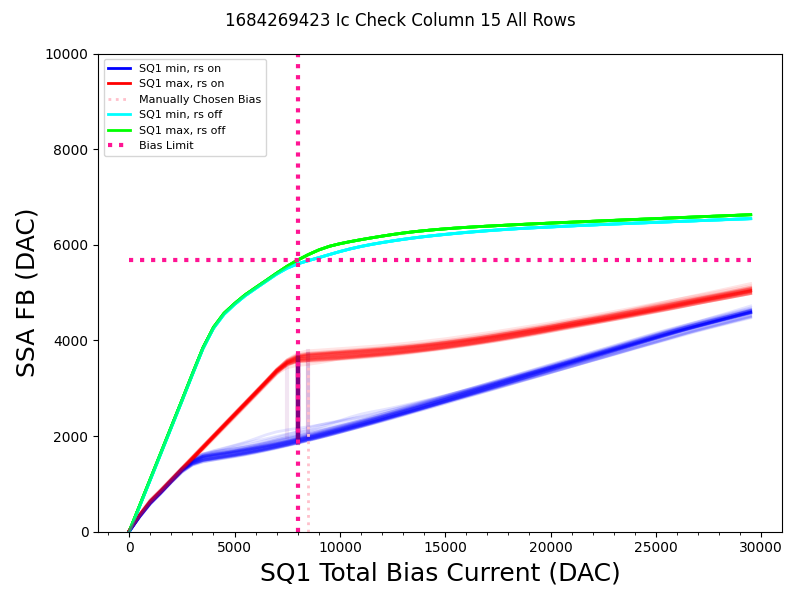 1684269423 Ic Check Column 15 All Rows
10000
8000
6000
4000
2000
0
SSA FB (DAC)
SQ1 min, rs on
SQ1 max, rs on
Manually Chosen Bias
SQ1 min, rs off
SQ1 max, rs off
Bias Limit
0 5000 10000 15000 20000 25000 30000
SQ1 Total Bias Current (DAC)